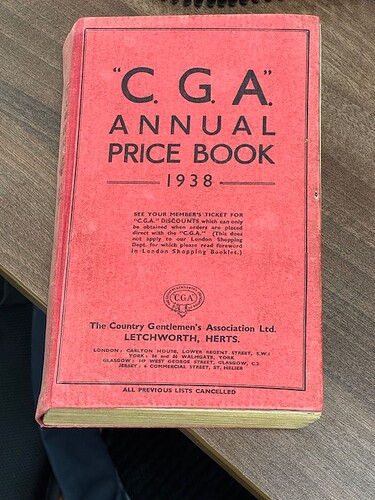 "C. G. A."
ANNUAL
PRICE BOOK
1938
SEE YOUR MEMBER'S TICKET FOR
"C.G.A." DISCOUNTS which can only
be obtained when orders are placed
direct with the "C.G.A." (This does
not apply to our London Shopping
Dept. for which please read foreword
in London Shopping Booklet.)
C.G.A.
The Country Gentlemen's Association Ltd.
LETCHWORTH, HERTS.
LONDON: CARLTON HOUSE, LOWER REGENT STREET, S.W.1
YORK: 84 and 86 WALMGATE, YORK
GLASGOW: 149 WEST GEORGE STREET, GLASGOW, C.2
JERSEY: 6 COMMERCIAL STREET, ST. HELIER
ALL PREVIOUS LISTS CANCELLED